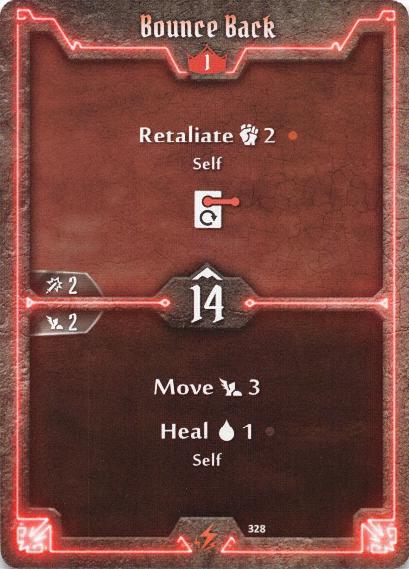 Bounce Back
1
Retaliate 2
Self
2
14
2
Move 3
Heal 1
Self
328